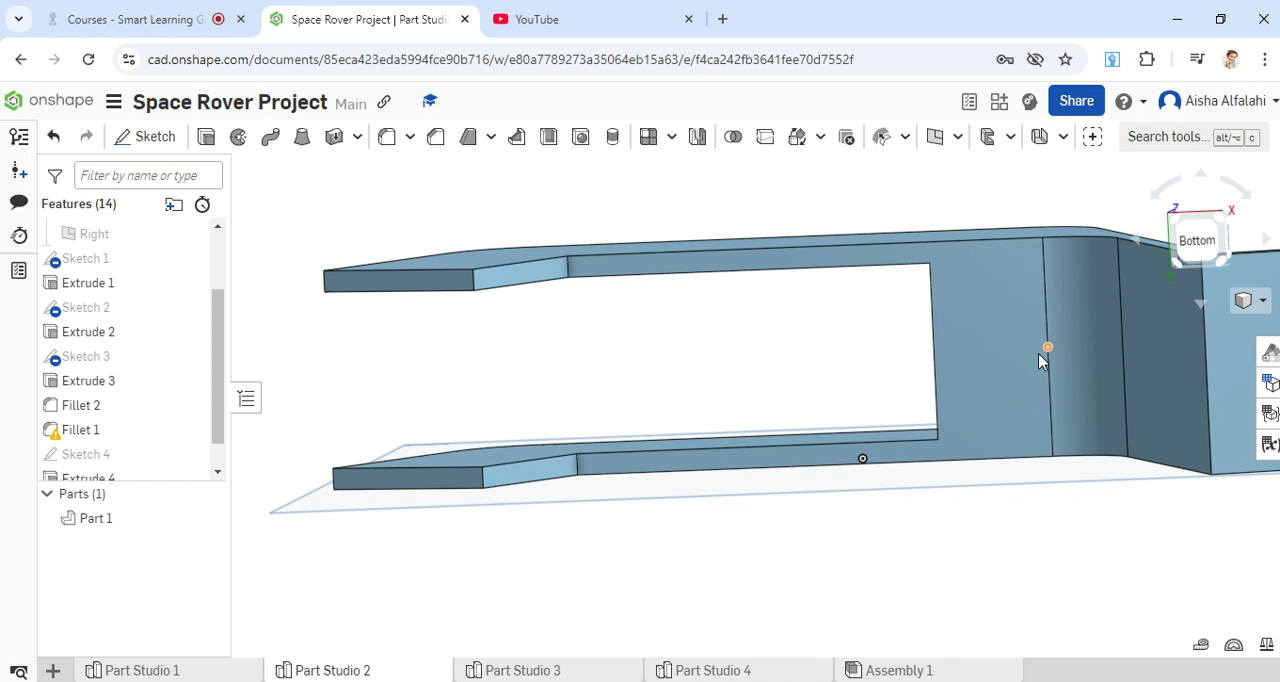 Courses - Smart Learning G
Space Rover Project | Part Studi
YouTube
cad.onshape.com/documents/85eca423eda5994fce90b716/w/e80a7789273a35064eb15a63/e/f4ca242fb3641fee70d7552f
onshape
Space Rover Project Main
Share
Aisha Alfalahi
Sketch
Search tools... alt/⌥ c
Filter by name or type
Features (14)
Right
Sketch 1
Extrude 1
Sketch 2
Extrude 2
Sketch 3
Extrude 3
Fillet 2
Fillet 1
Sketch 4
Extrude 4
Parts (1)
Part 1
Z
X
Bottom
Part Studio 1
Part Studio 2
Part Studio 3
Part Studio 4
Assembly 1